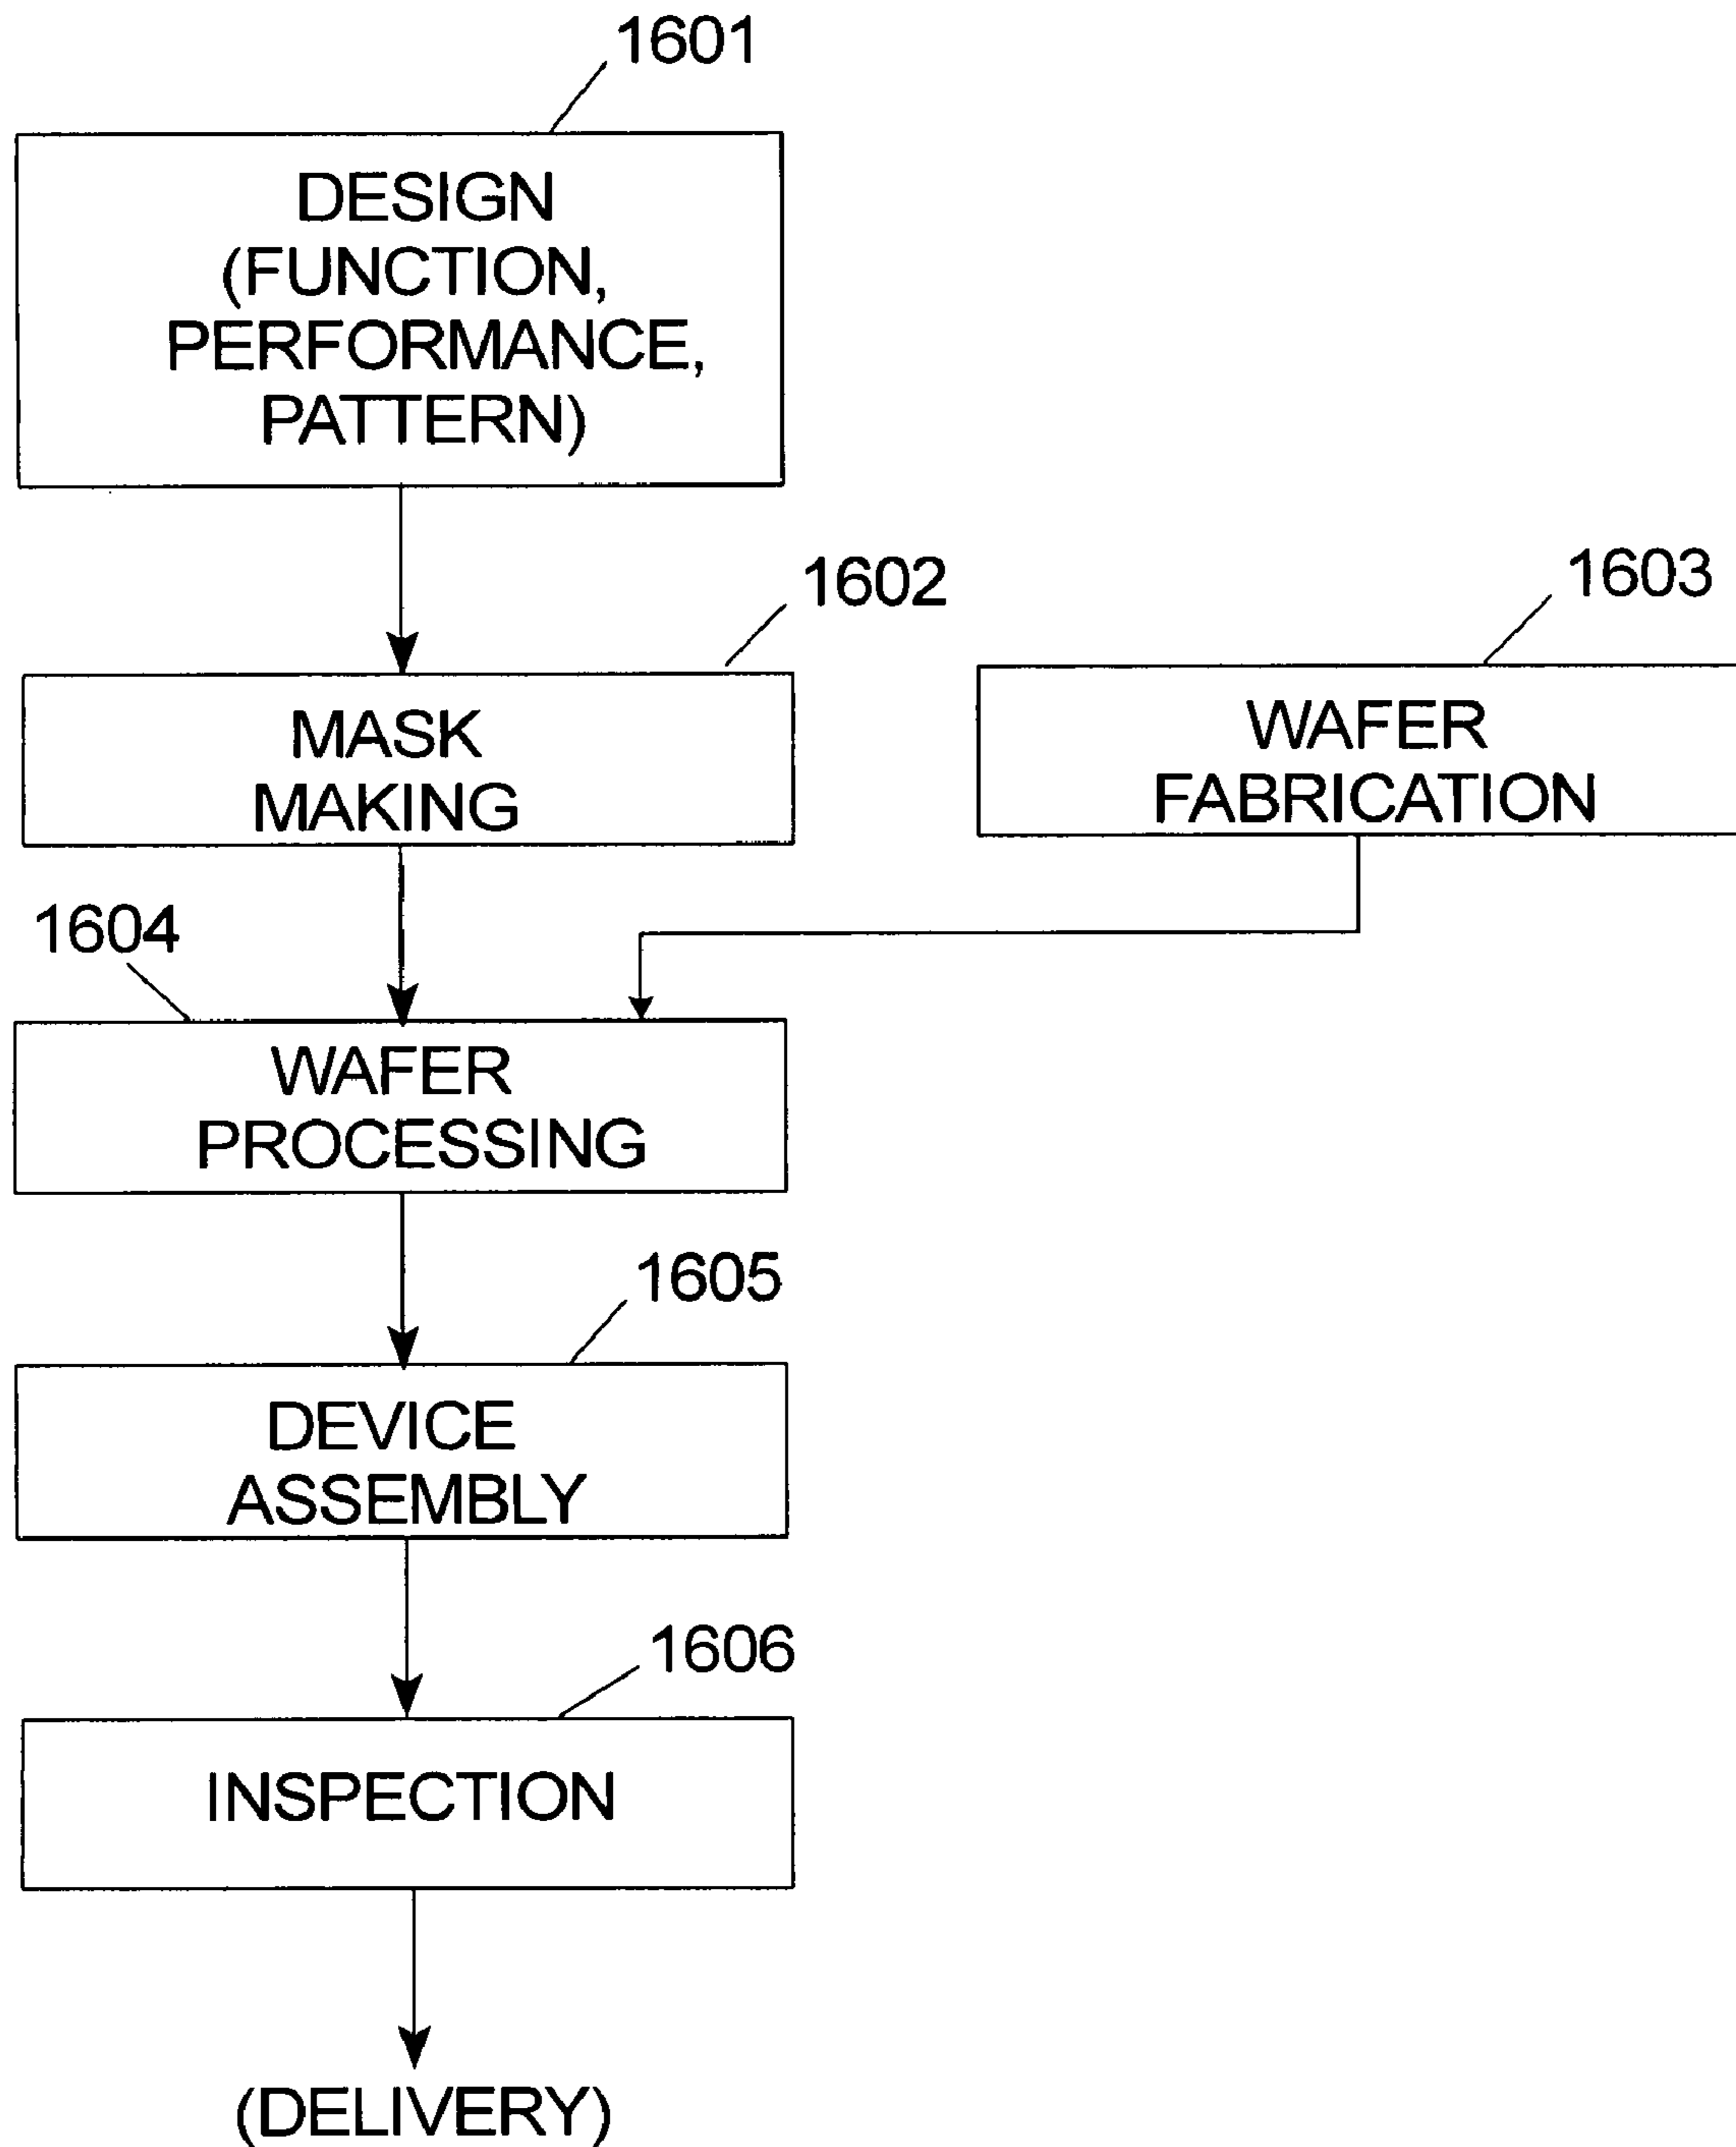 1601
DESIGN
(FUNCTION,
PERFORMANCE,
PATTERN)
1602
MASK
MAKING
1603
WAFER
FABRICATION
1604
WAFER
PROCESSING
1605
DEVICE
ASSEMBLY
1606
INSPECTION
(DELIVERY)